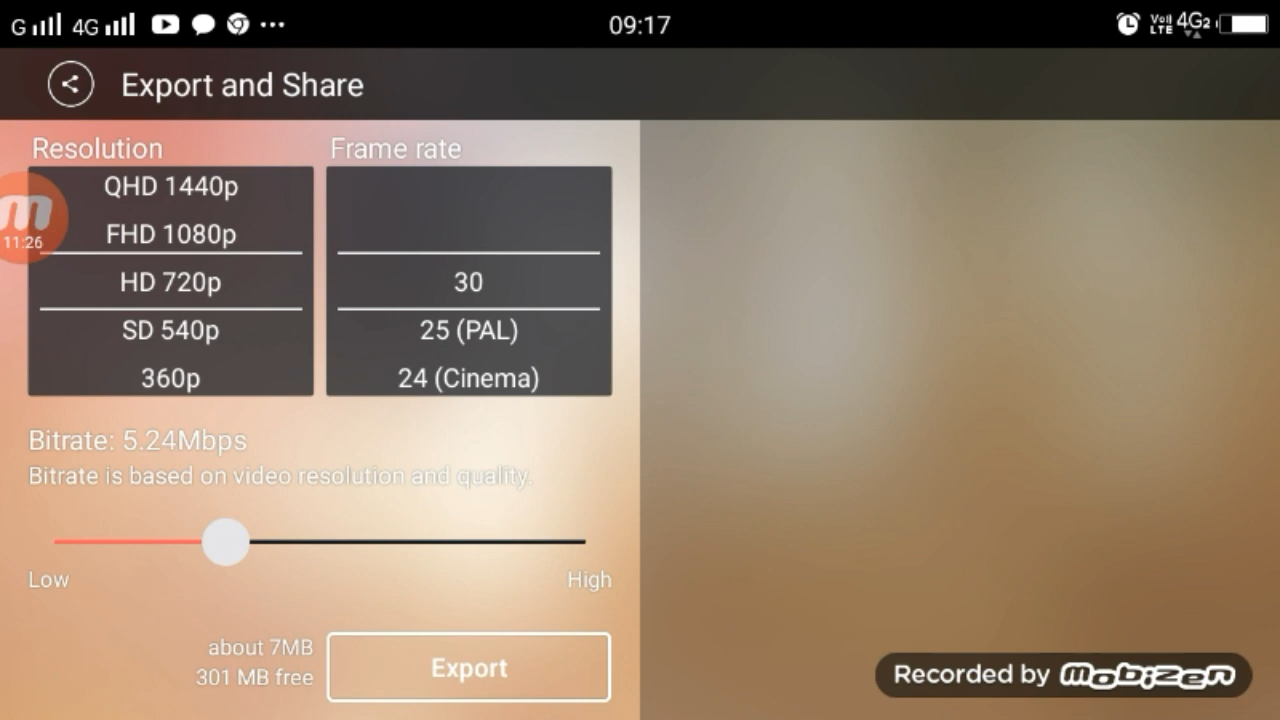 G 4G 09:17 VoLTE 4G2
Export and Share
Resolution Frame rate
QHD 1440p
FHD 1080p
HD 720p 30
SD 540p 25 (PAL)
360p 24 (Cinema)
m
11:26
Bitrate: 5.24Mbps
Bitrate is based on video resolution and quality.
Low High
about 7MB
301 MB free
Export
Recorded by mobizen